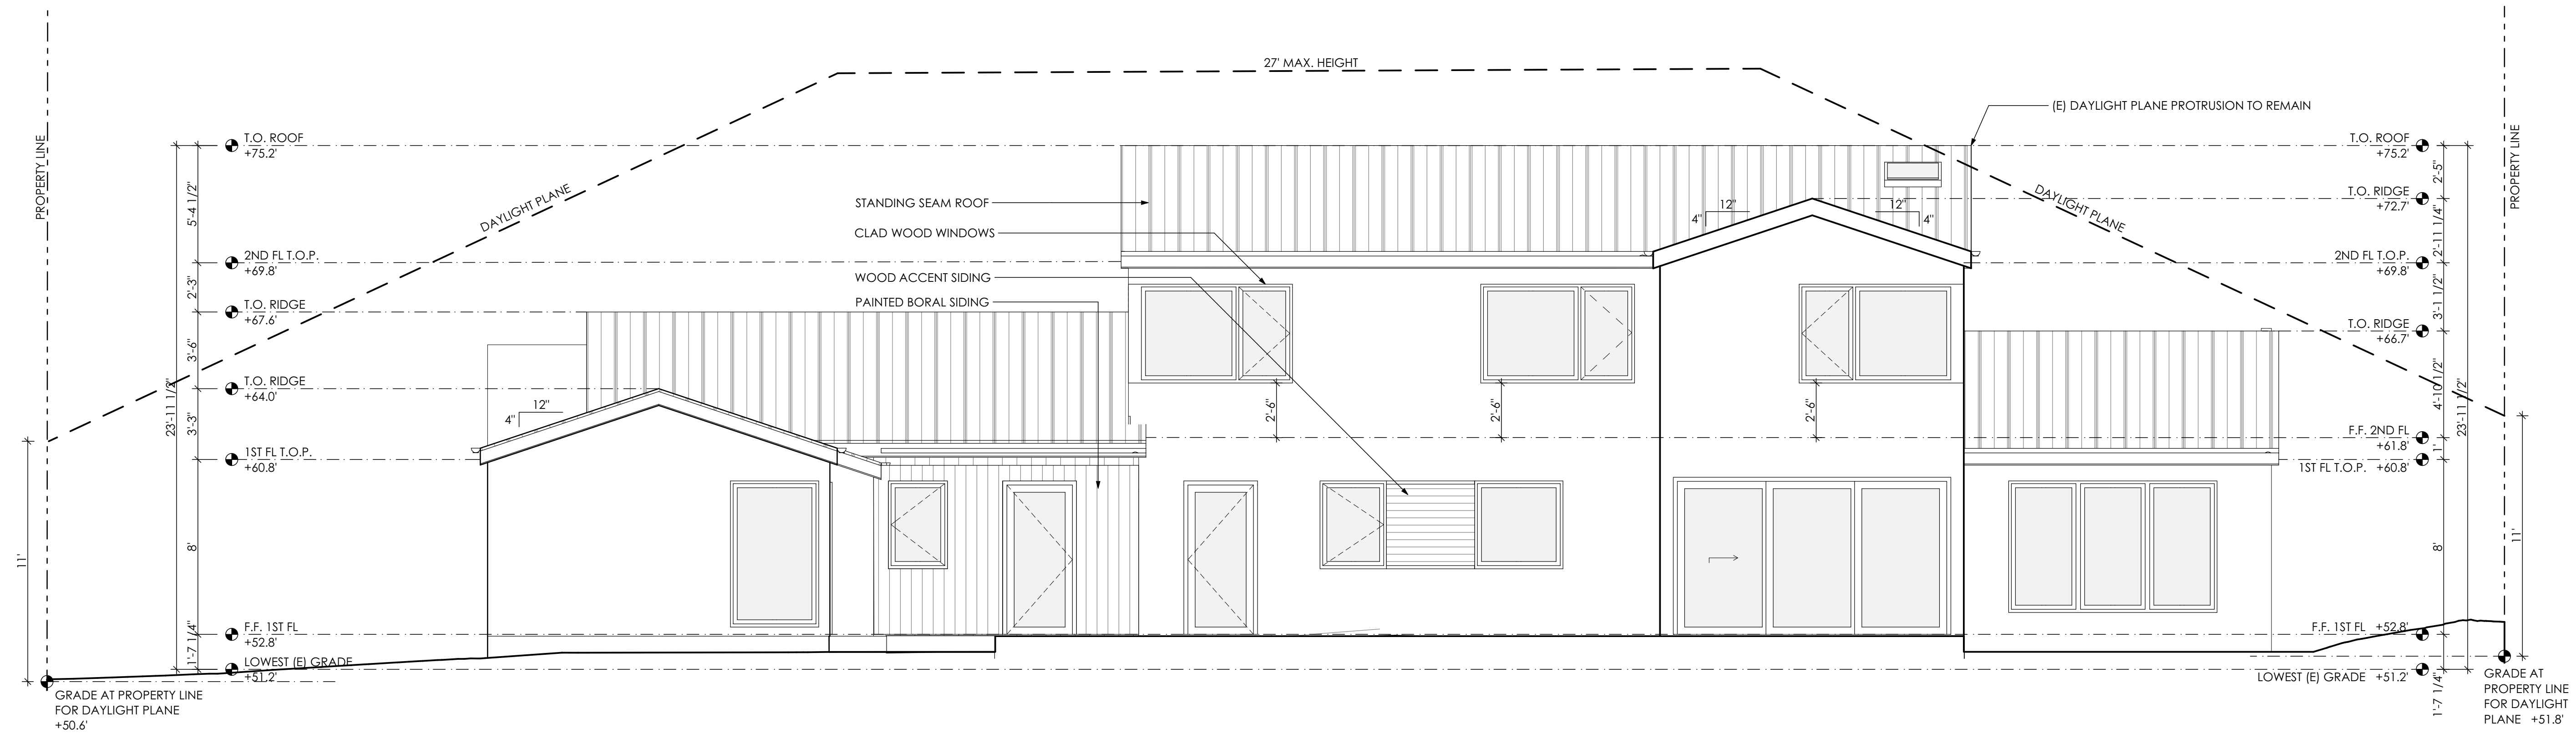 27' MAX. HEIGHT
(E) DAYLIGHT PLANE PROTRUSION TO REMAIN
PROPERTY LINE
PROPERTY LINE
DAYLIGHT PLANE
DAYLIGHT PLANE
T.O. ROOF
+75.2'
2ND FL T.O.P.
+69.8'
T.O. RIDGE
+67.6'
T.O. RIDGE
+64.0'
1ST FL T.O.P.
+60.8'
F.F. 1ST FL
+52.8'
LOWEST (E) GRADE
+51.2'
GRADE AT PROPERTY LINE
FOR DAYLIGHT PLANE
+50.6'
5'-4 1/2"
2'-3"
3'-6"
3'-3"
8'
1'-7 1/4"
23'-11 1/2"
11'
STANDING SEAM ROOF
CLAD WOOD WINDOWS
WOOD ACCENT SIDING
PAINTED BORAL SIDING
12"
4"
12"
4"
12"
4"
2'-6"
2'-6"
2'-6"
T.O. ROOF
+75.2'
T.O. RIDGE
+72.7'
2ND FL T.O.P.
+69.8'
T.O. RIDGE
+66.7'
F.F. 2ND FL
+61.8'
1ST FL T.O.P. +60.8'
F.F. 1ST FL +52.8'
LOWEST (E) GRADE +51.2'
2'-5"
2'-11 1/4"
3'-1 1/2"
4'-10 1/2"
1'
8'
1'-7 1/4"
23'-11 1/2"
11'
GRADE AT
PROPERTY LINE
FOR DAYLIGHT
PLANE +51.8'